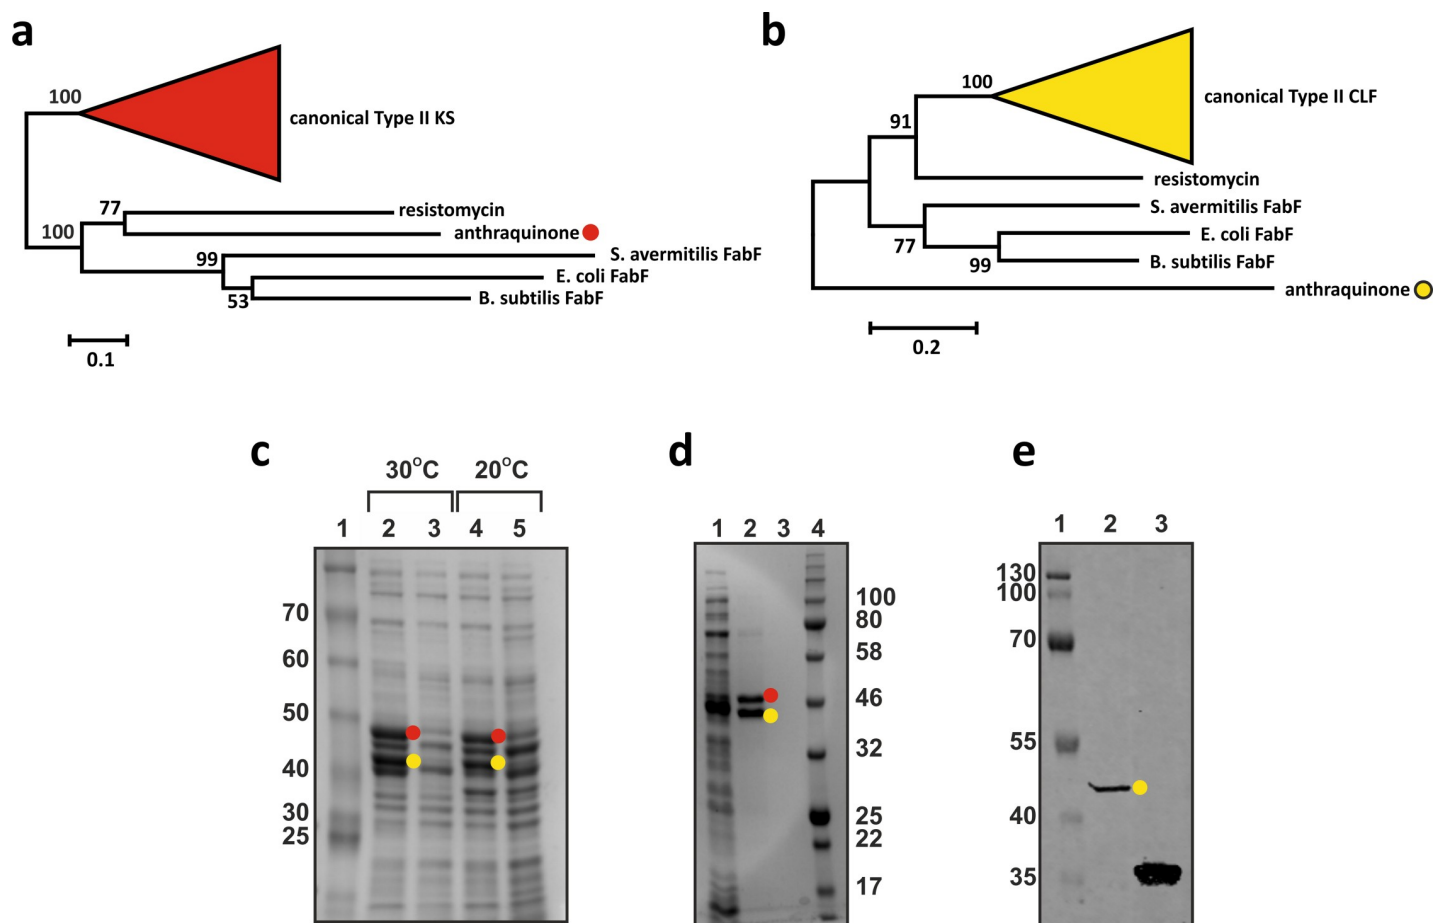 a
100
canonical Type II KS
77
resistomycin
100
anthraquinone
99
S. avermitilis FabF
E. coli FabF
53
B. subtilis FabF
0.1
b
100
canonical Type II CLF
91
resistomycin
S. avermitilis FabF
77
E. coli FabF
99
B. subtilis FabF
anthraquinone
0.2
c
30°C 20°C
1 2 3 4 5
70
60
50
40
30
25
d
1 2 3 4
100
80
58
46
32
25
22
17
e
1 2 3
130
100
70
55
40
35